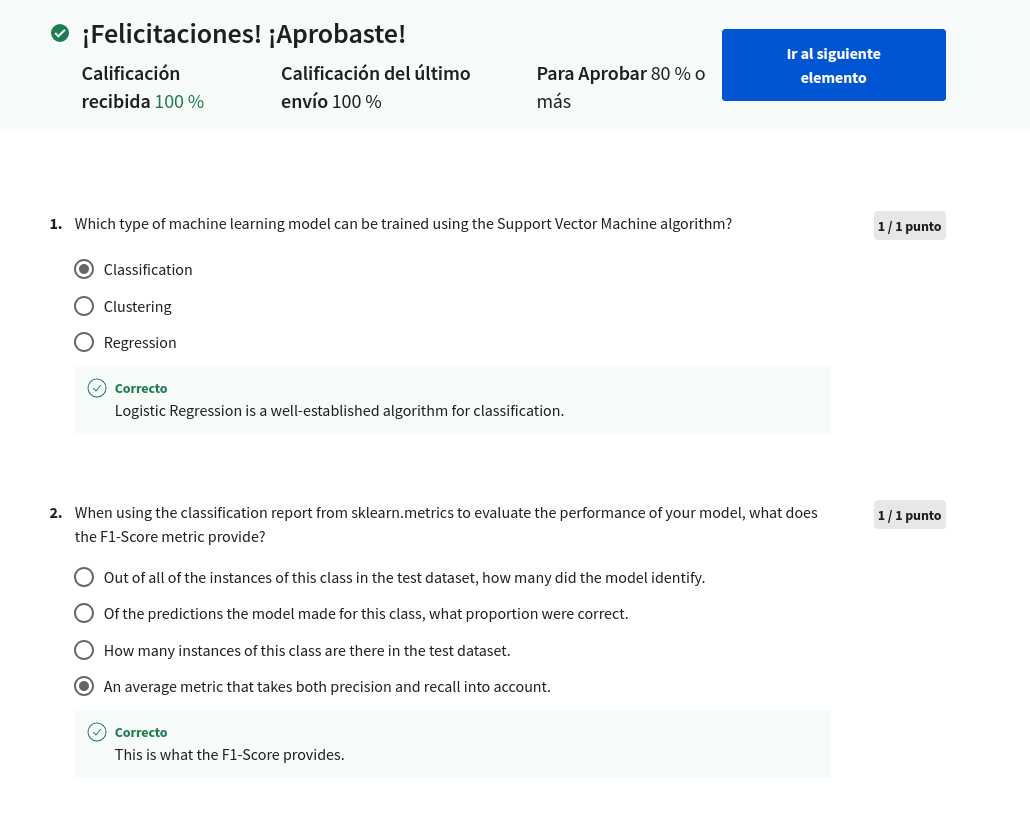 ¡Felicitaciones! ¡Aprobaste!
Calificación recibida 100 %
Calificación del último envío 100 %
Para Aprobar 80 % o más
Ir al siguiente elemento
1. Which type of machine learning model can be trained using the Support Vector Machine algorithm?
1 / 1 punto
Classification
Clustering
Regression
Correcto
Logistic Regression is a well-established algorithm for classification.
2. When using the classification report from sklearn.metrics to evaluate the performance of your model, what does
the F1-Score metric provide?
1 / 1 punto
Out of all of the instances of this class in the test dataset, how many did the model identify.
Of the predictions the model made for this class, what proportion were correct.
How many instances of this class are there in the test dataset.
An average metric that takes both precision and recall into account.
Correcto
This is what the F1-Score provides.